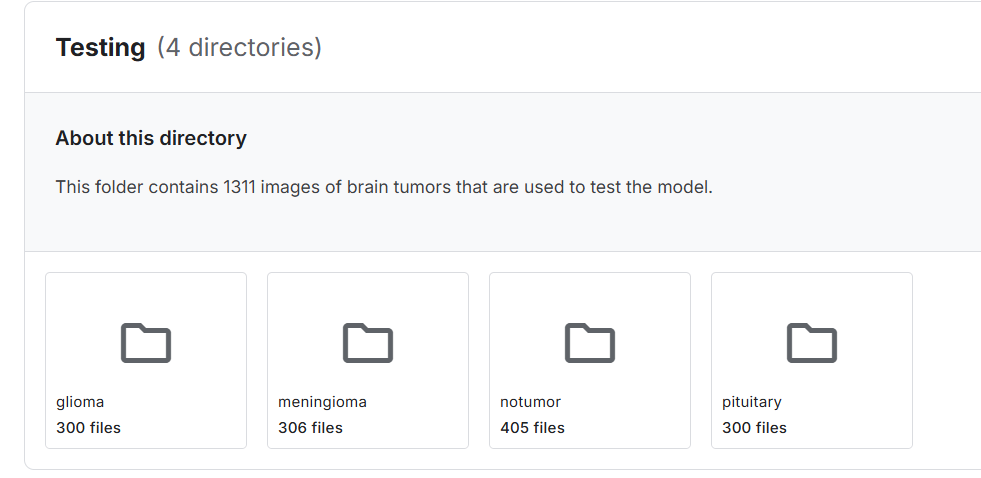 Testing (4 directories)
About this directory
This folder contains 1311 images of brain tumors that are used to test the model.
glioma
300 files
meningioma
306 files
notumor
405 files
pituitary
300 files